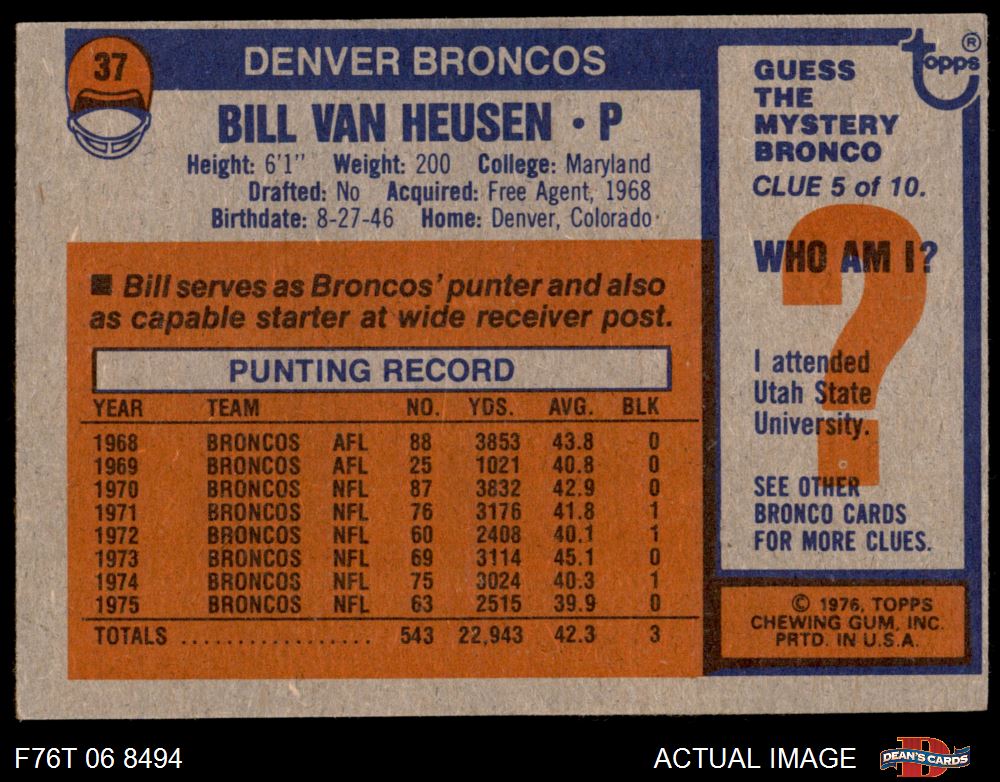 37
DENVER BRONCOS
BILL VAN HEUSEN • P
Height: 6'1" Weight: 200 College: Maryland
Drafted: No Acquired: Free Agent, 1968
Birthdate: 8-27-46 Home: Denver, Colorado
■ Bill serves as Broncos' punter and also
as capable starter at wide receiver post.
PUNTING RECORD
YEAR TEAM NO. YDS. AVG. BLK
1968 BRONCOS AFL 88 3853 43.8 0
1969 BRONCOS AFL 25 1021 40.8 0
1970 BRONCOS NFL 87 3832 42.9 0
1971 BRONCOS NFL 76 3176 41.8 1
1972 BRONCOS NFL 60 2408 40.1 1
1973 BRONCOS NFL 69 3114 45.1 0
1974 BRONCOS NFL 75 3024 40.3 1
1975 BRONCOS NFL 63 2515 39.9 0
TOTALS ................. 543 22,943 42.3 3
topps ®
GUESS
THE
MYSTERY
BRONCO
CLUE 5 of 10.
WHO AM I?
?
I attended
Utah State
University.
SEE OTHER
BRONCO CARDS
FOR MORE CLUES.
© 1976, TOPPS
CHEWING GUM, INC.
PRTD. IN U.S.A.
F76T 06 8494
ACTUAL IMAGE
D
DEAN'S CARDS